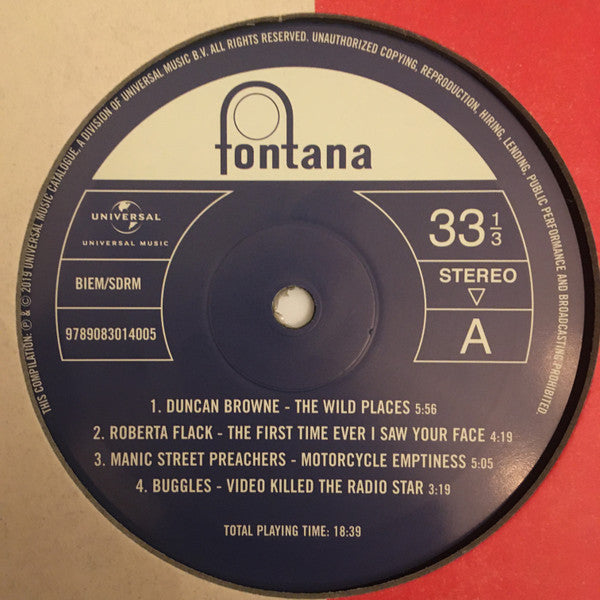 THIS COMPILATION: ℗ & © 2019 UNIVERSAL MUSIC CATALOGUE, A DIVISION OF UNIVERSAL MUSIC B.V. ALL RIGHTS RESERVED. UNAUTHORIZED COPYING, REPRODUCTION, HIRING, LENDING, PUBLIC PERFORMANCE AND BROADCASTING PROHIBITED.
fontana
UNIVERSAL
UNIVERSAL MUSIC
BIEM/SDRM
9789083014005
33 1/3
STEREO
A
1. DUNCAN BROWNE - THE WILD PLACES 5:56
2. ROBERTA FLACK - THE FIRST TIME EVER I SAW YOUR FACE 4:19
3. MANIC STREET PREACHERS - MOTORCYCLE EMPTINESS 5:05
4. BUGGLES - VIDEO KILLED THE RADIO STAR 3:19
TOTAL PLAYING TIME: 18:39